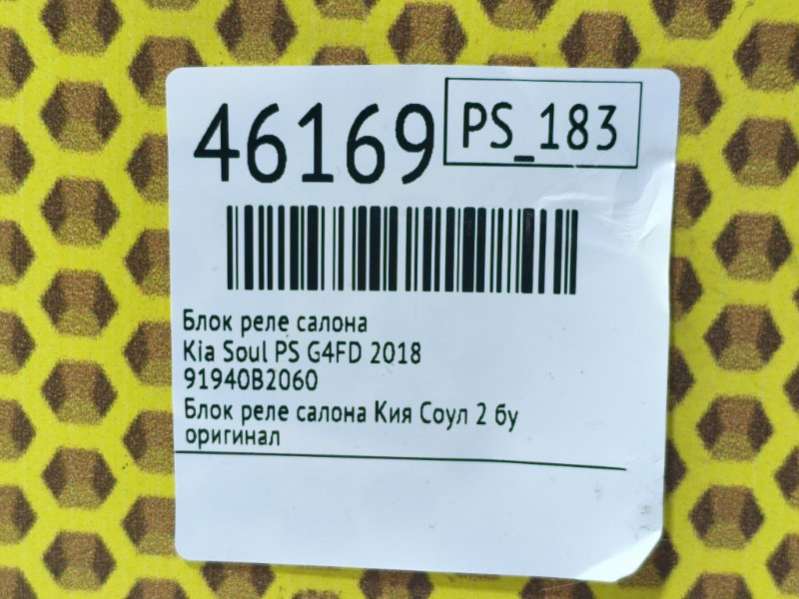 46169
PS_183
Блок реле салона
Kia Soul PS G4FD 2018
91940B2060
Блок реле салона Кия Соул 2 бу
оригинал